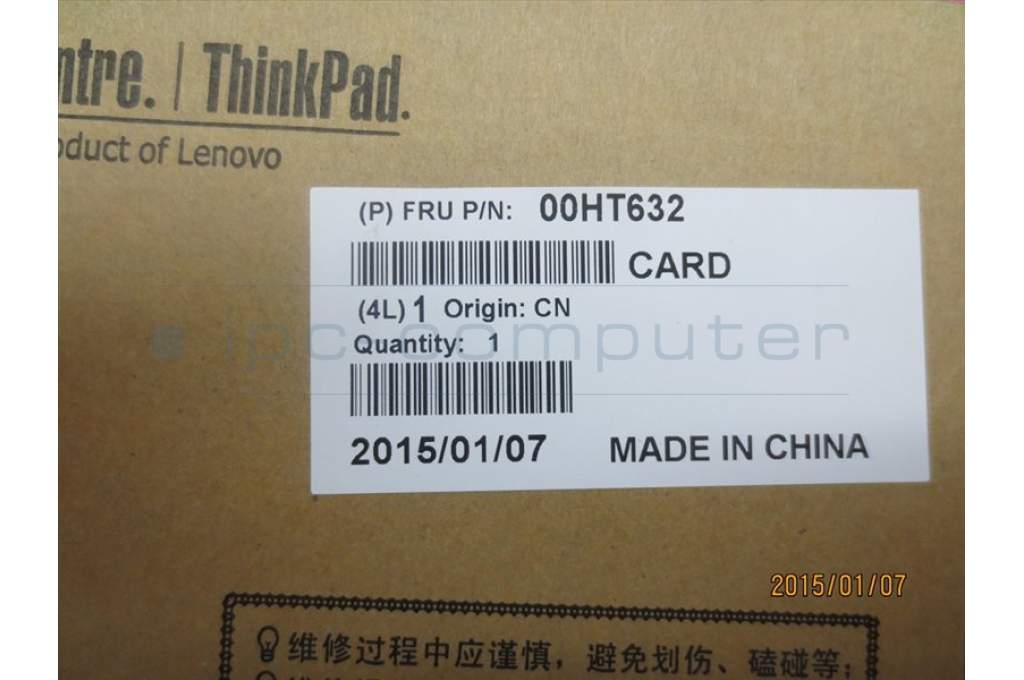 ntre. | ThinkPad.
oduct of Lenovo
(P) FRU P/N: 00HT632
CARD
(4L) 1 Origin: CN
ipc-computer
Quantity: 1
2015/01/07 MADE IN CHINA
2015/01/07
维修过程中应谨慎，避免划伤、磕碰等；